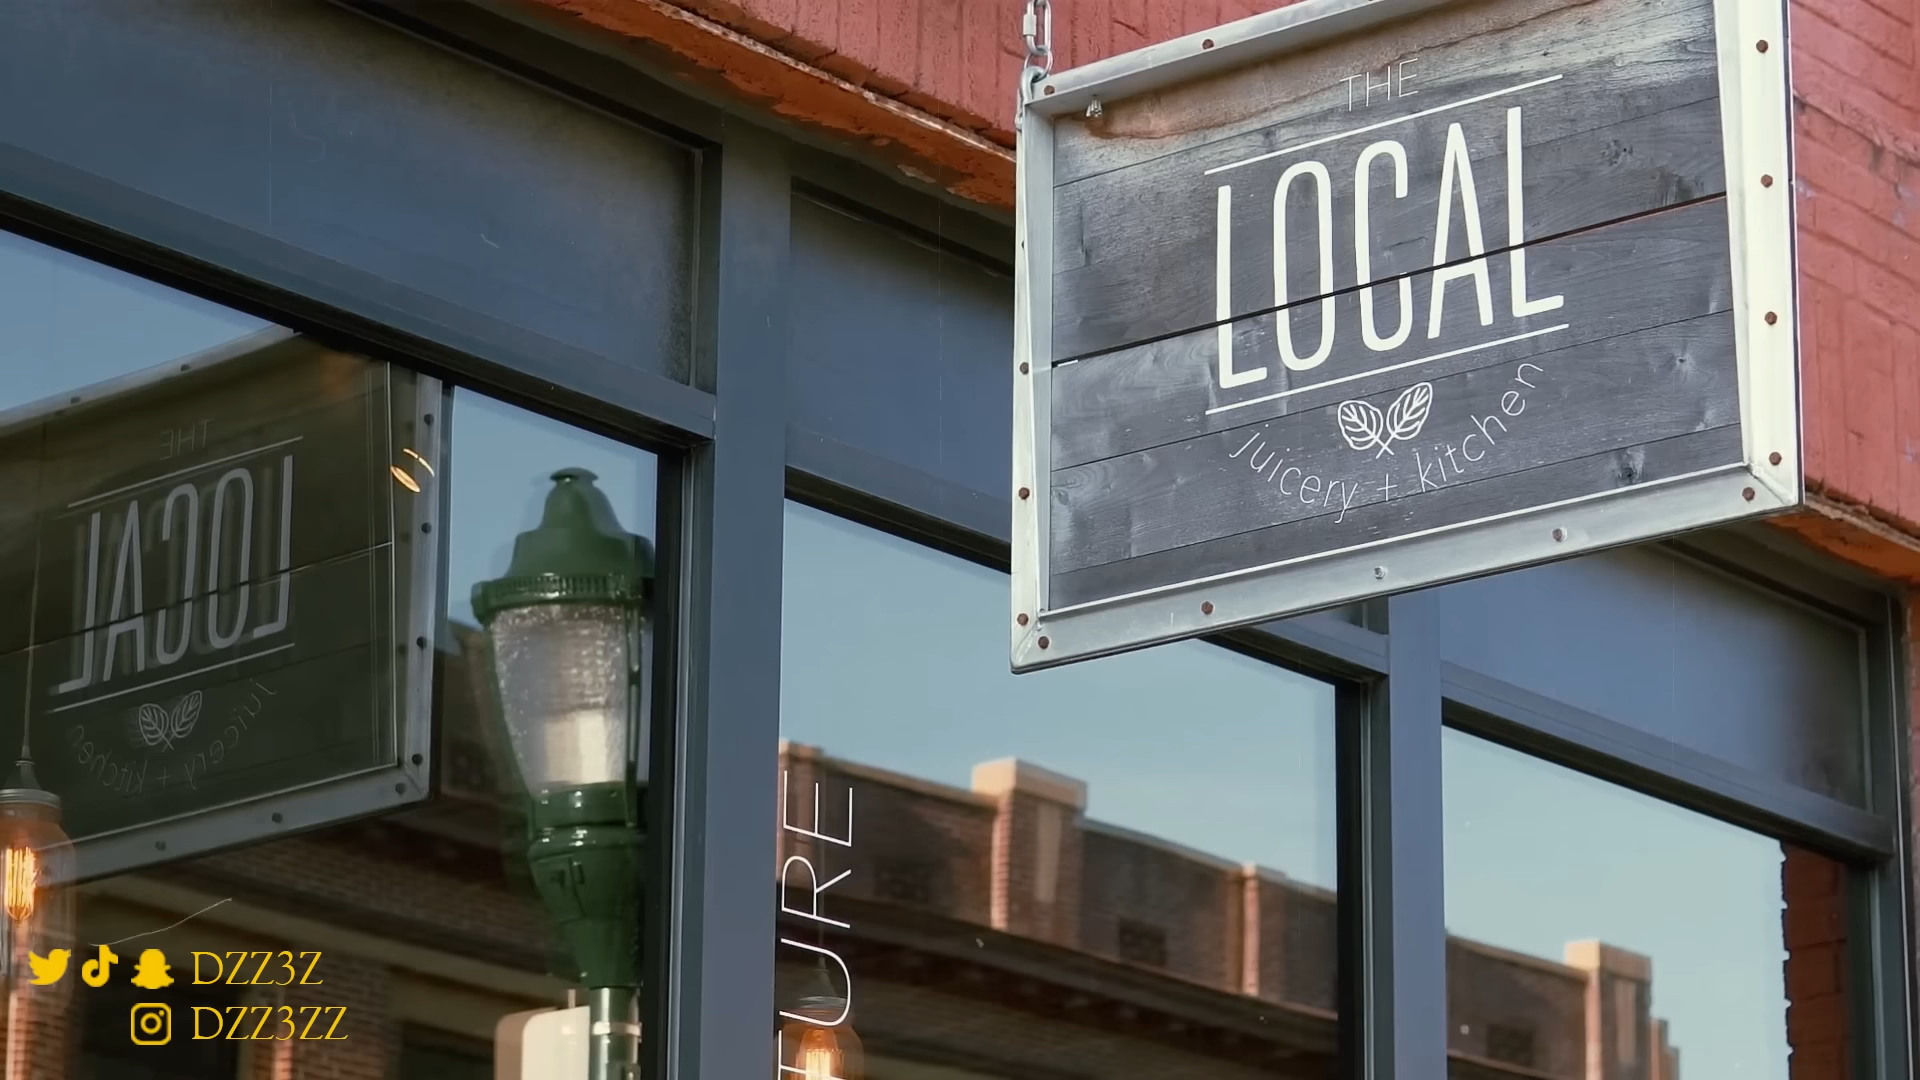 THE
LOCAL
juicery + kitchen
THE
LOCAL
juicery + kitchen
TURE
DZZ3Z
DZZ3ZZ